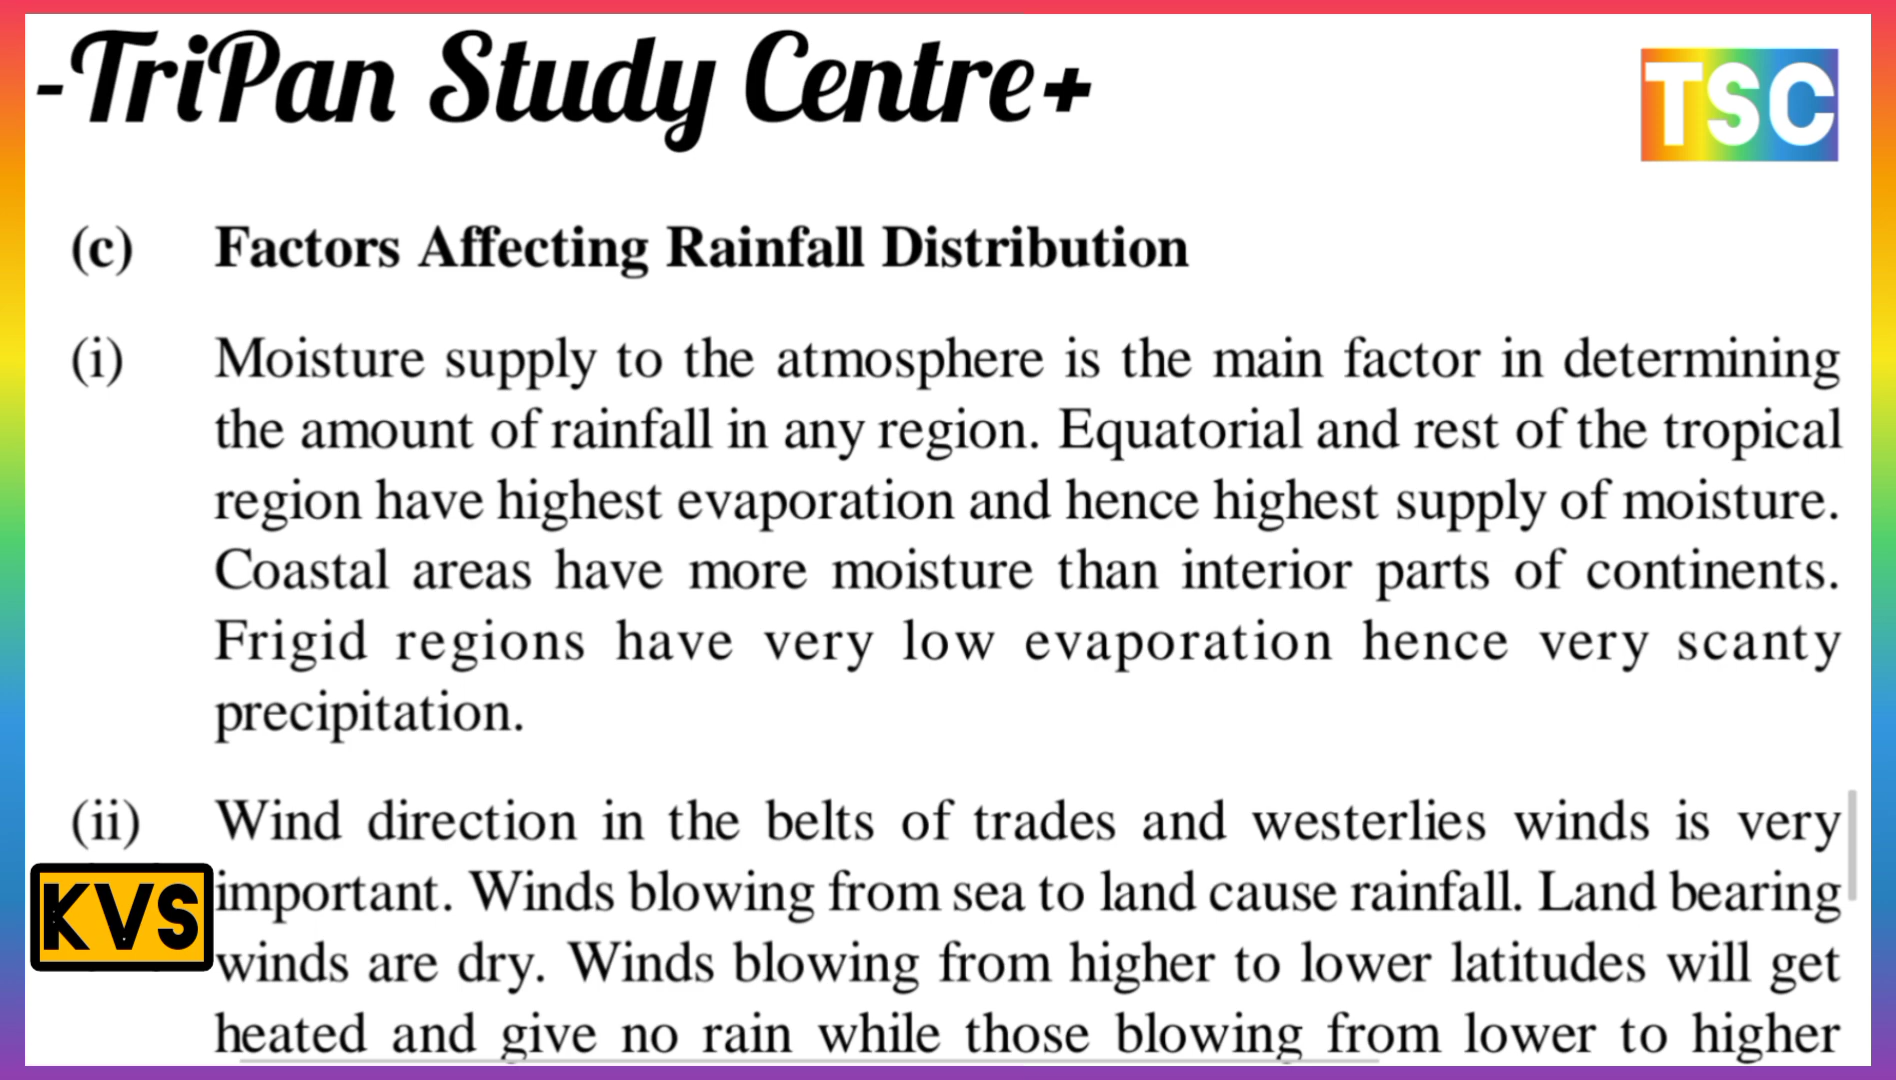 -TriPan Study Centre+
TSC
(c) Factors Affecting Rainfall Distribution
(i) Moisture supply to the atmosphere is the main factor in determining
the amount of rainfall in any region. Equatorial and rest of the tropical
region have highest evaporation and hence highest supply of moisture.
Coastal areas have more moisture than interior parts of continents.
Frigid regions have very low evaporation hence very scanty
precipitation.
(ii) Wind direction in the belts of trades and westerlies winds is very
important. Winds blowing from sea to land cause rainfall. Land bearing
KVS
winds are dry. Winds blowing from higher to lower latitudes will get
heated and give no rain while those blowing from lower to higher